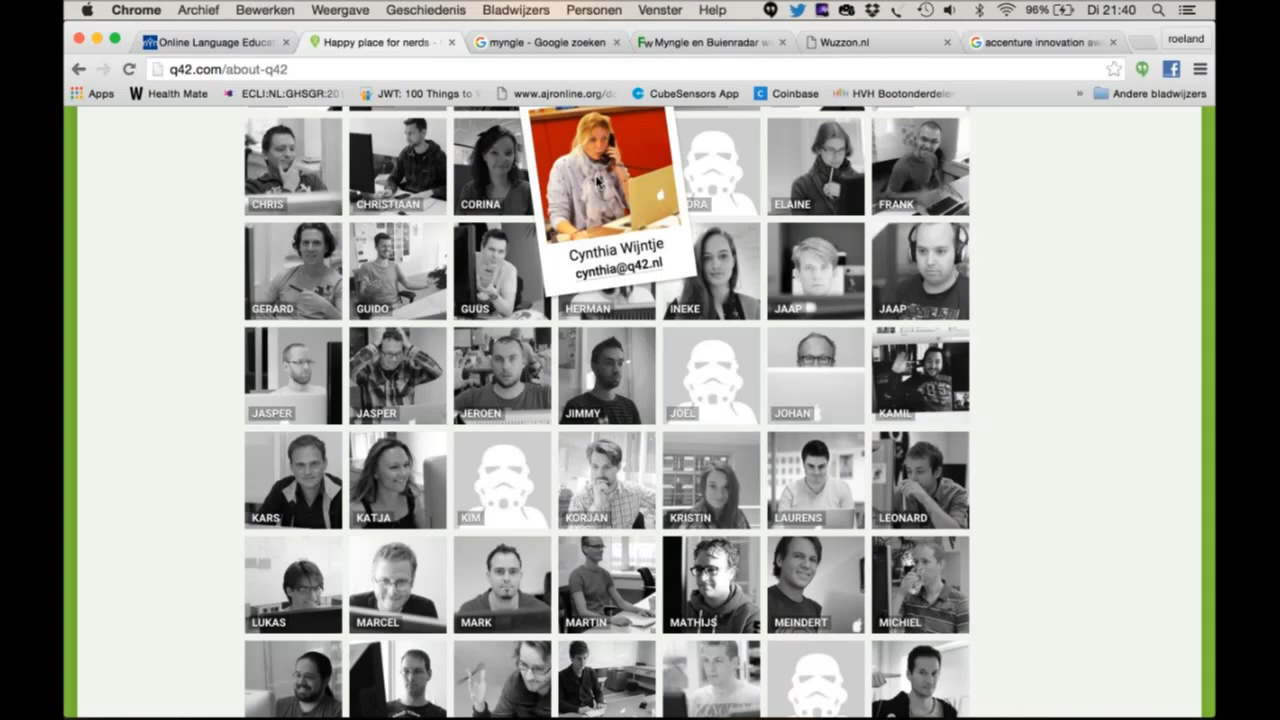 Chrome Archief Bewerken Weergave Geschiedenis Bladwijzers Personen Venster Help 96% Di 21:40
Online Language Educat Happy place for nerds - myngle - Google zoeken Myngle en Buienradar w Wuzzon.nl accenture innovation aw roeland
q42.com/about-q42
Apps Health Mate ECLI:NL:GHSGR:20 JWT: 100 Things to www.ajronline.org/do CubeSensors App Coinbase HVH Bootonderdele » Andere bladwijzers
CHRIS CHRISTIAAN CORINA DRA ELAINE FRANK
Cynthia Wijntje
cynthia@q42.nl
GERARD GUIDO GUUS HERMAN INEKE JAAP JAAP
JASPER JASPER JEROEN JIMMY JOËL JOHAN KAMIL
KARS KATJA KIM KORJAN KRISTIN LAURENS LEONARD
LUKAS MARCEL MARK MARTIN MATHIJS MEINDERT MICHIEL